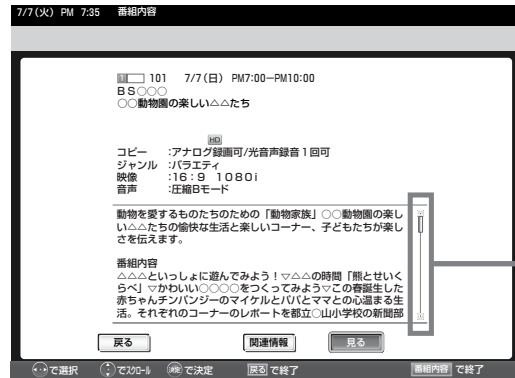 7/7(火) PM 7:35 番組内容
101 7/7(日) PM7:00−PM10:00
BS○○○
○○動物園の楽しい△△たち
HD
コピー :アナログ録画可/光音声録音1回可
ジャンル :バラエティ
映像 :16:9 1080i
音声 :圧縮Bモード
動物を愛するものたちのための「動物家族」○○動物園の楽し
い△△たちの愉快な生活と楽しいコーナー、子どもたちが楽し
さを伝えます。
番組内容
△△△といっしょに遊んでみよう!▽△△の時間「熊とせいく
らべ」▽かわいい○○○○をつくってみよう▽この春誕生した
赤ちゃんチンパンジーのマイケルとパパとママとの心温まる生
活。それぞれのコーナーのレポートを都立○山小学校の新聞部
戻る 関連情報 見る
で選択 でスクロール 決定 で決定 戻る で終了 番組内容 で終了